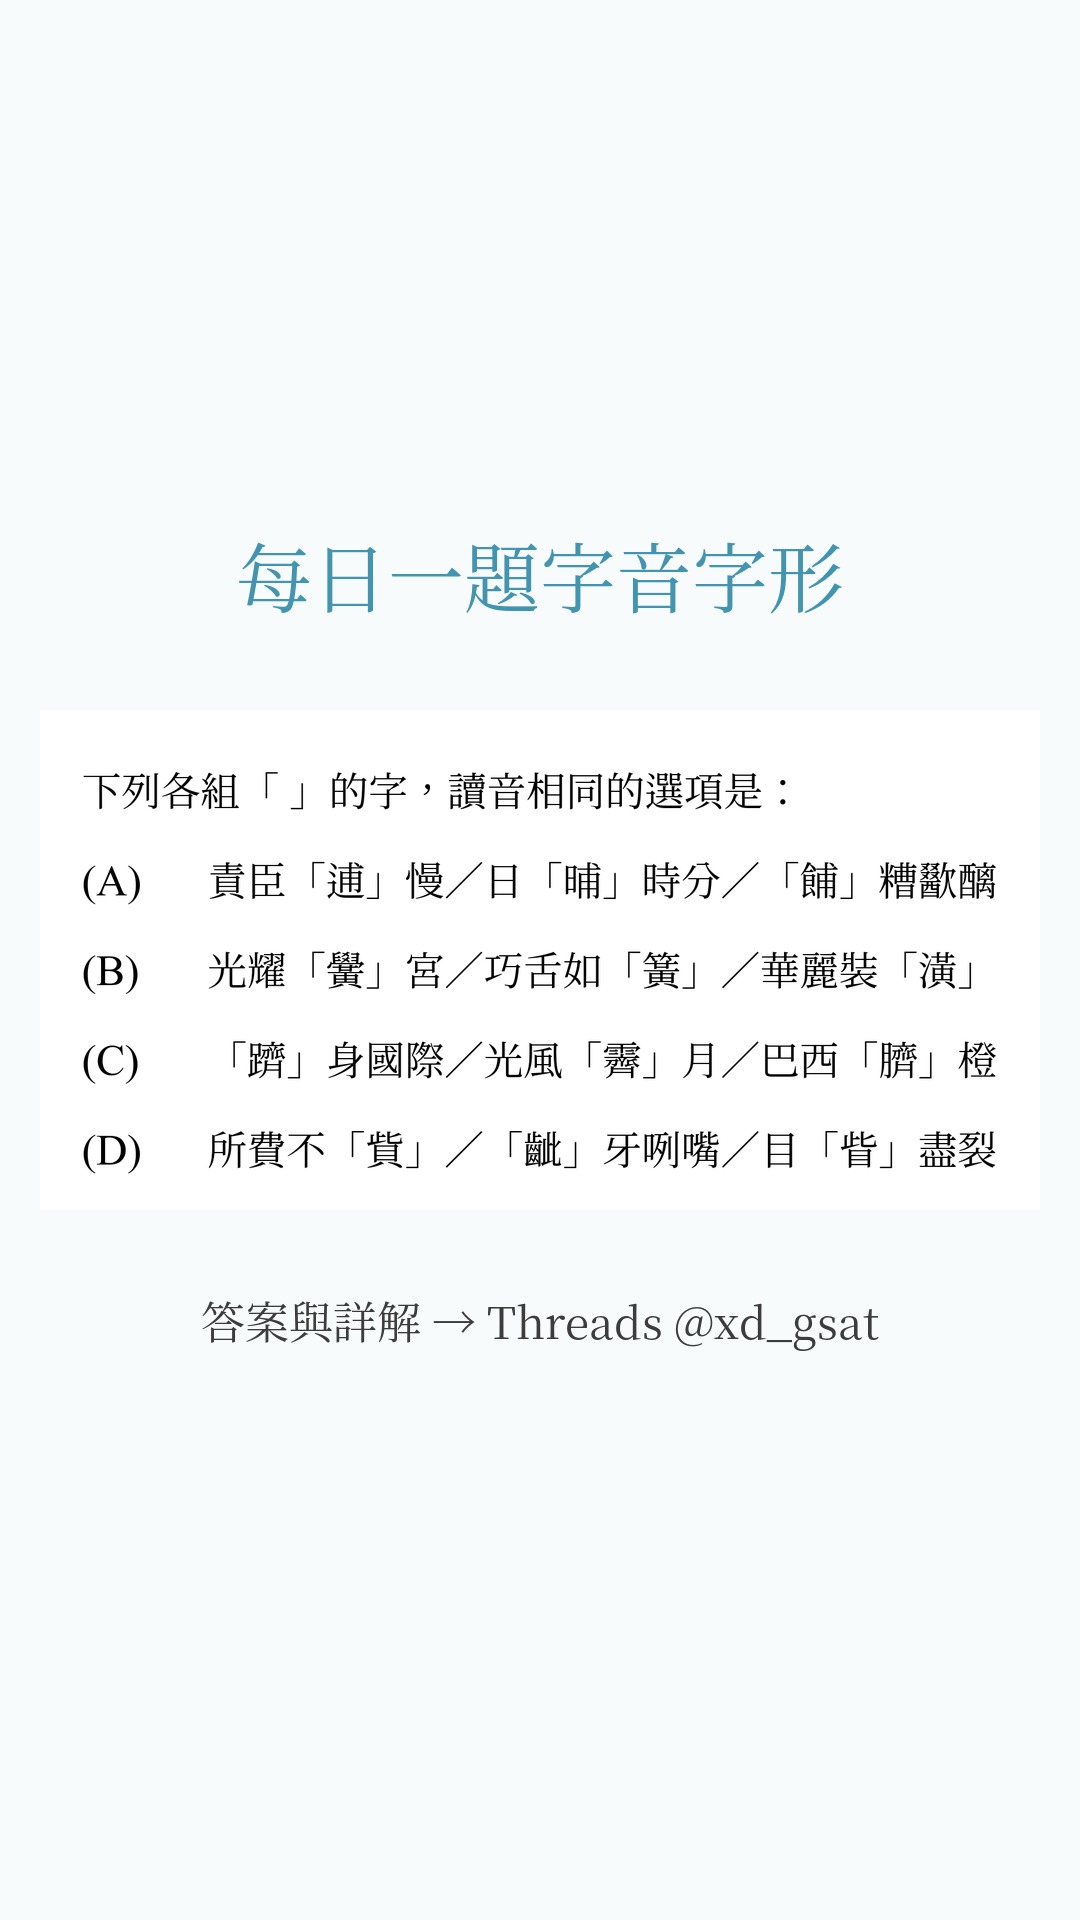 每日一題字音字形
下列各組「 」的字，讀音相同的選項是：
(A) 責臣「逋」慢／日「晡」時分／「餔」糟歠醨
(B) 光耀「黌」宮／巧舌如「簧」／華麗裝「潢」
(C) 「躋」身國際／光風「霽」月／巴西「臍」橙
(D) 所費不「貲」／「齜」牙咧嘴／目「眥」盡裂
答案與詳解 → Threads @xd_gsat